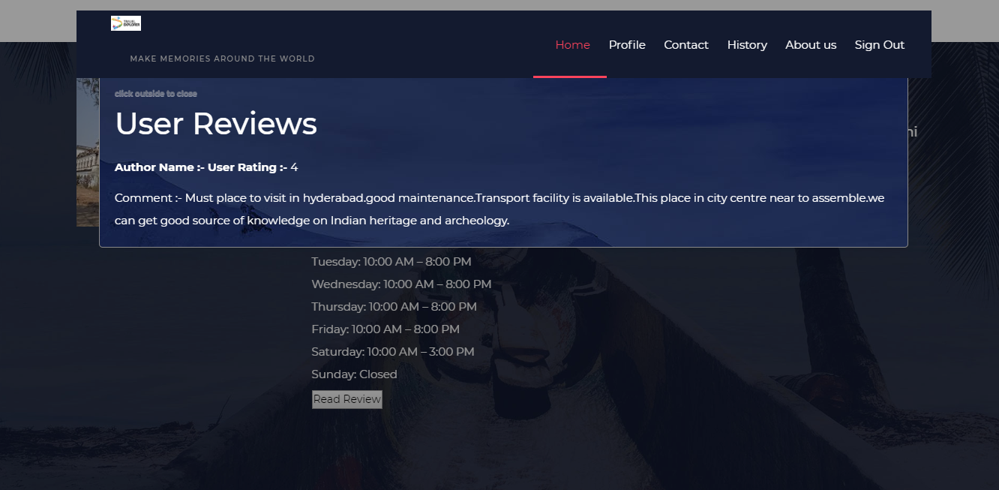 TRAVEL
EXPLORER
MAKE MEMORIES AROUND THE WORLD
Home Profile Contact History About us Sign Out
click outside to close
User Reviews
Author Name :- User Rating :- 4
Comment :- Must place to visit in hyderabad.good maintenance.Transport facility is available.This place in city centre near to assemble.we
can get good source of knowledge on Indian heritage and archeology.
Tuesday: 10:00 AM – 8:00 PM
Wednesday: 10:00 AM – 8:00 PM
Thursday: 10:00 AM – 8:00 PM
Friday: 10:00 AM – 8:00 PM
Saturday: 10:00 AM – 3:00 PM
Sunday: Closed
Read Review